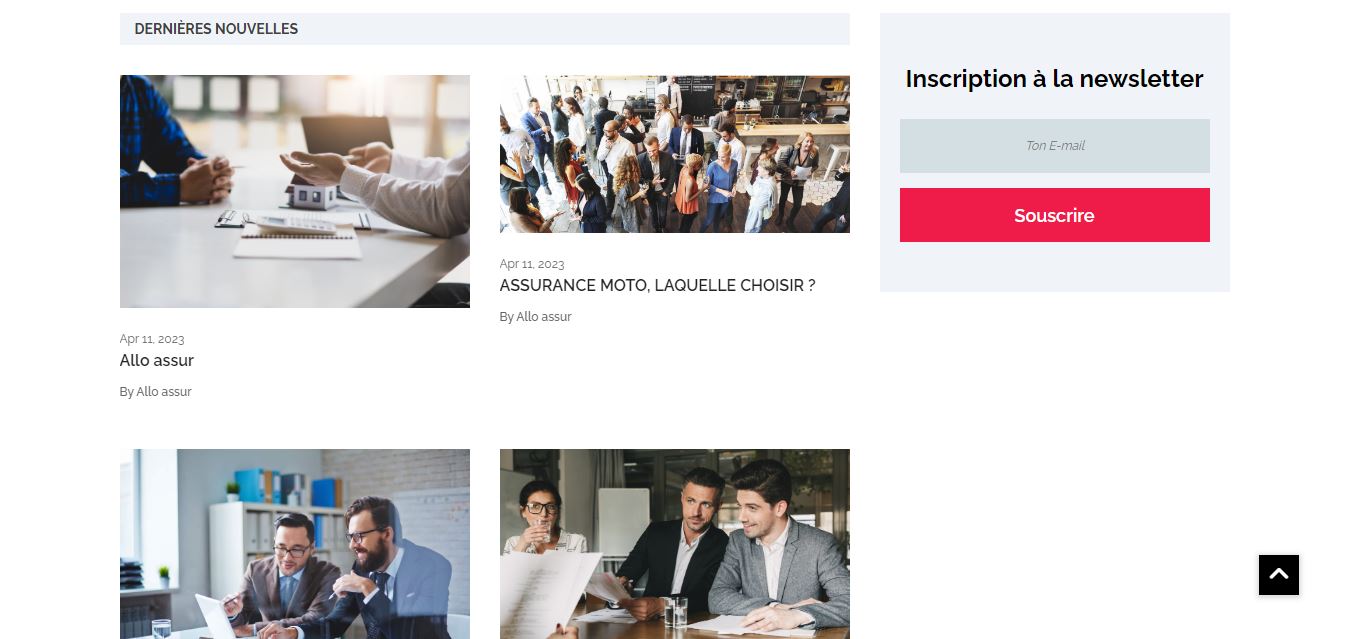 DERNIÈRES NOUVELLES
Apr 11, 2023
Allo assur
By Allo assur
Apr 11, 2023
ASSURANCE MOTO, LAQUELLE CHOISIR ?
By Allo assur
Inscription à la newsletter
Ton E-mail
Souscrire